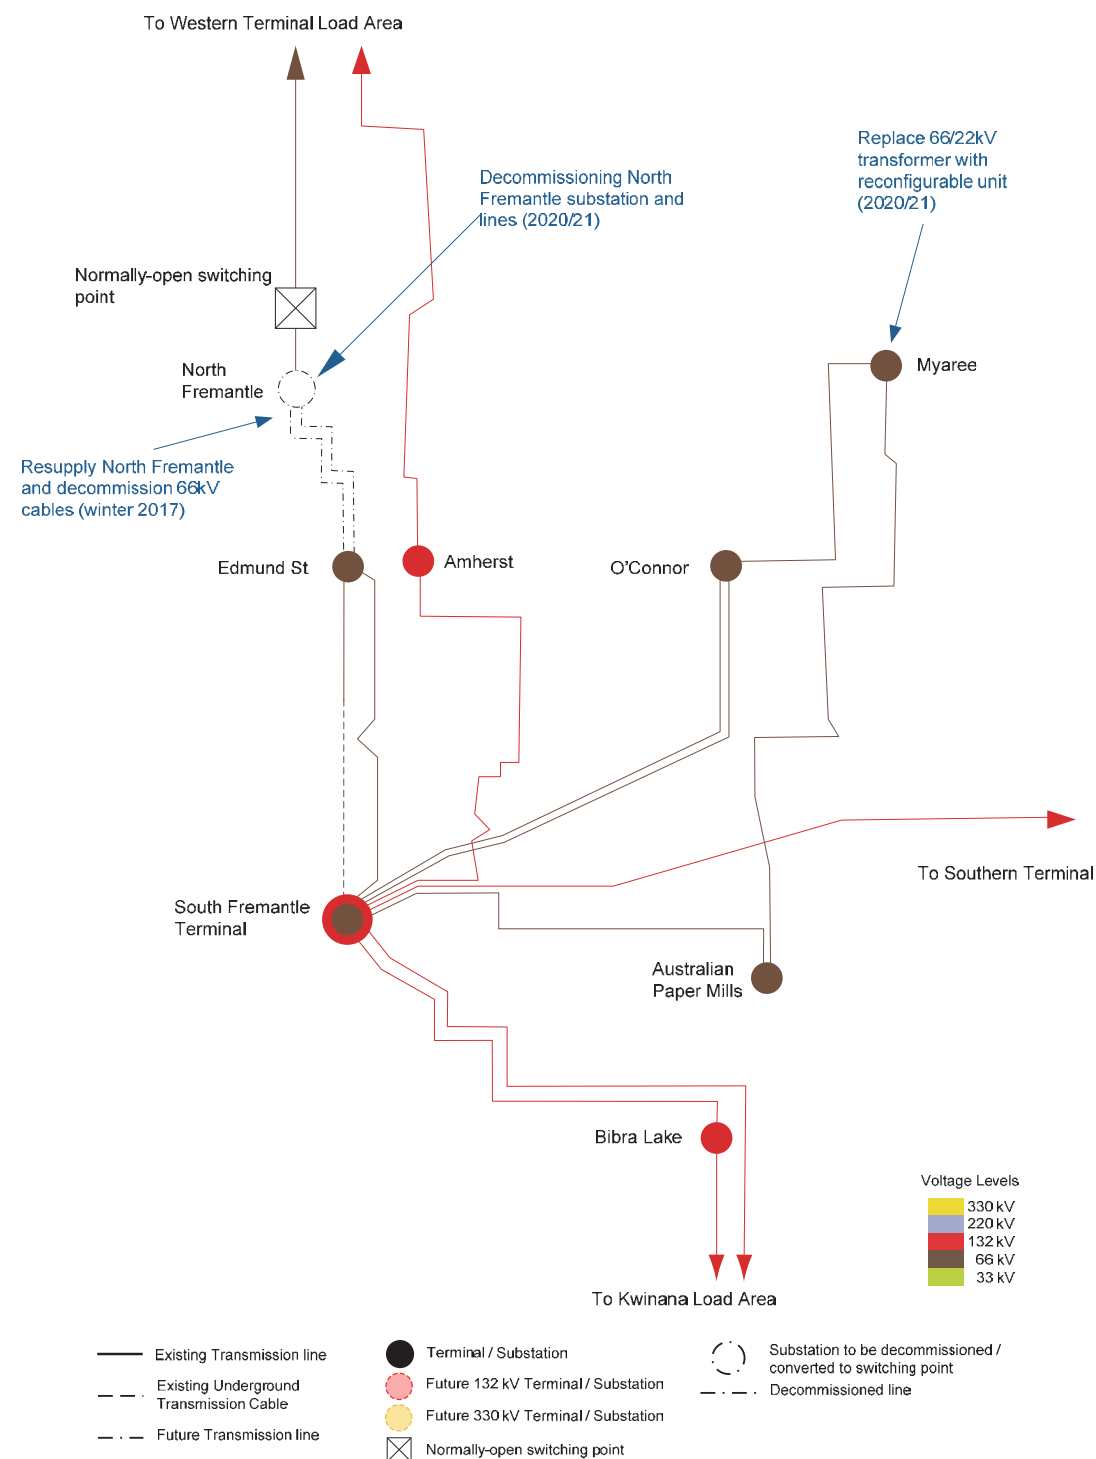 To Western Terminal Load Area
Replace 66/22kV
transformer with
reconfigurable unit
(2020/21)
Decommissioning North
Fremantle substation and
lines (2020/21)
Normally-open switching
point
North
Fremantle
Myaree
Resupply North Fremantle
and decommission 66kV
cables (winter 2017)
Edmund St
Amherst
O'Connor
To Southern Terminal
South Fremantle
Terminal
Australian
Paper Mills
Bibra Lake
To Kwinana Load Area
Voltage Levels
330 kV
220 kV
132 kV
66 kV
33 kV
Existing Transmission line
Existing Underground
Transmission Cable
Future Transmission line
Terminal / Substation
Future 132 kV Terminal / Substation
Future 330 kV Terminal / Substation
Normally-open switching point
Substation to be decommissioned /
converted to switching point
Decommissioned line